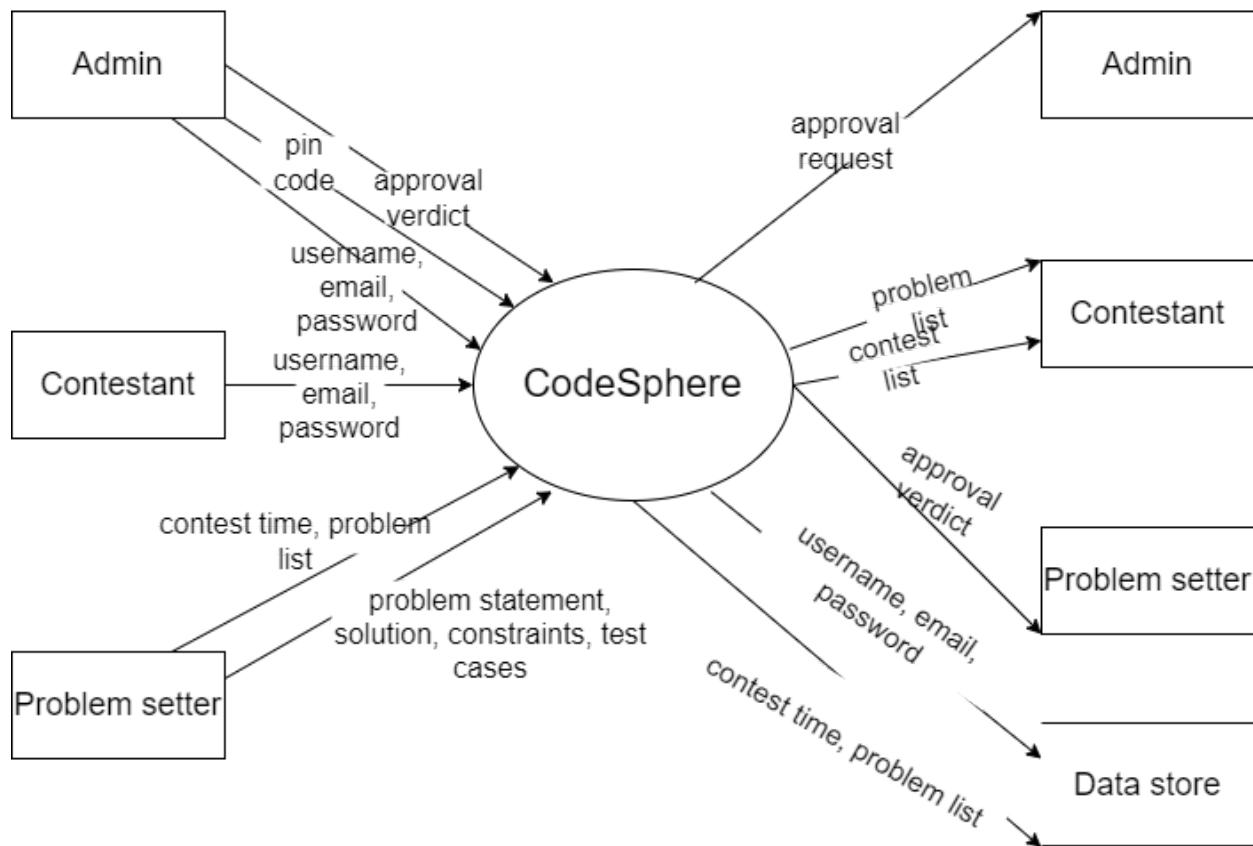 Admin
Admin
pin
code
approval
verdict
approval
request
username,
email,
password
Contestant
username,
email,
password
CodeSphere
problem
list
contest
list
Contestant
contest time, problem
list
problem statement,
solution, constraints, test
cases
Problem setter
approval
verdict
Problem setter
username, email,
password
contest time, problem list
Data store